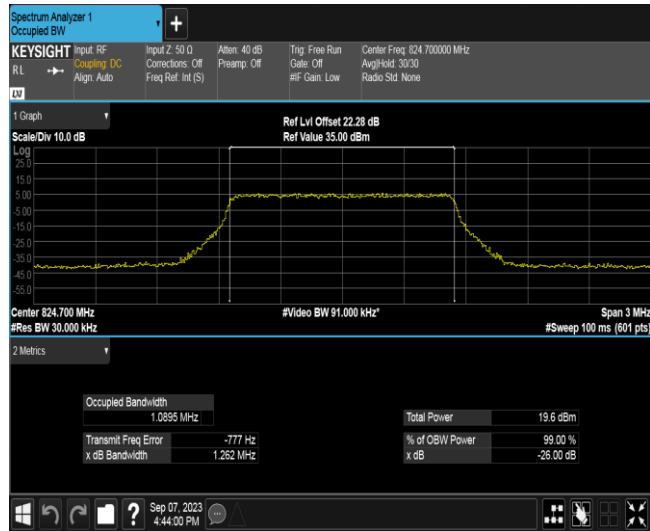 Spectrum Analyzer 1
Occupied BW
+
KEYSIGHT
RL
LXI
Input: RF
Coupling: DC
Align: Auto
Input Z: 50 Ω
Corrections: Off
Freq Ref: Int (S)
Atten: 40 dB
Preamp: Off
Trig: Free Run
Gate: Off
#IF Gain: Low
Center Freq: 824.700000 MHz
Avg|Hold: 30/30
Radio Std: None
1 Graph
Scale/Div 10.0 dB
Ref Lvl Offset 22.28 dB
Ref Value 35.00 dBm
Log
25.0
15.0
5.00
-5.00
-15.0
-25.0
-35.0
-45.0
-55.0
Center 824.700 MHz
#Res BW 30.000 kHz
#Video BW 91.000 kHz*
Span 3 MHz
#Sweep 100 ms (601 pts)
2 Metrics
Occupied Bandwidth
1.0895 MHz
Transmit Freq Error -777 Hz
x dB Bandwidth 1.262 MHz
Total Power 19.6 dBm
% of OBW Power 99.00 %
x dB -26.00 dB
?
Sep 07, 2023
4:44:00 PM